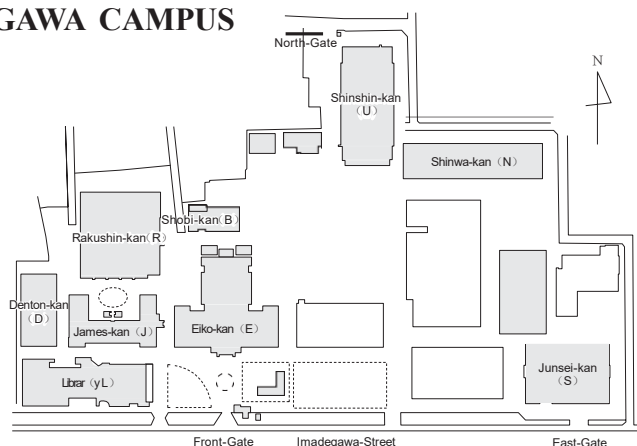 GAWA CAMPUS
North-Gate
N
Shinshin-kan
（U）
Shinwa-kan（N）
Shobi-kan（B）
Rakushin-kan（R）
Denton-kan
（D）
James-kan（J）
Eiko-kan（E）
Junsei-kan
（S）
Librar（yL）
Front-Gate
Imadegawa-Street
East-Gate